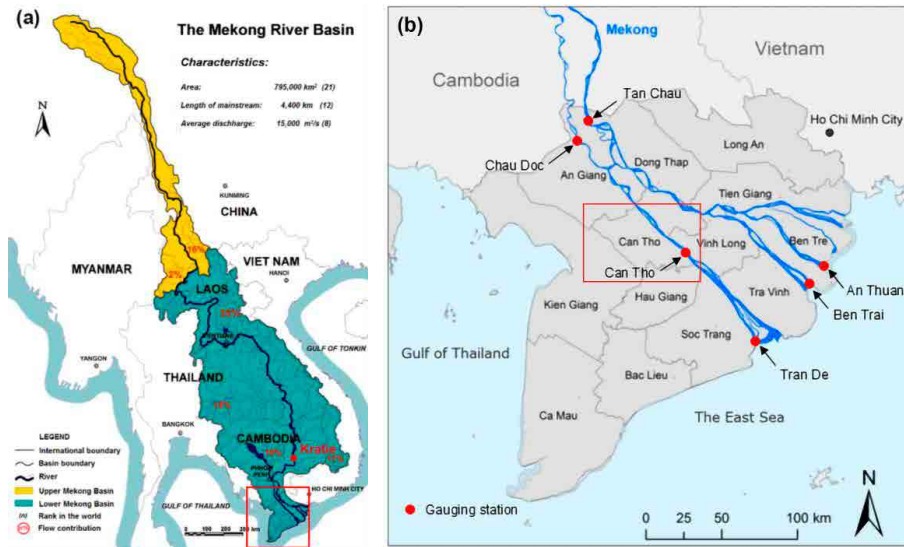 (a)
The Mekong River Basin
Characteristics:
Area: 795,000 km² (21)
Length of mainstream: 4,400 km (12)
Average dischharge: 15,000 m³/s (8)
N
KUNMING
CHINA
16%
2%
MYANMAR
VIET NAM
HANOI
LAOS
GULF OF TONKIN
YANGON
THAILAND
BANGKOK
CAMBODIA
Kratie
PHNOM PENH
HO CHI MINH CITY
GULF OF THAILAND
LEGEND
International boundary
Basin boundary
River
Upper Mekong Basin
Lower Mekong Basin
Rank in the world
Flow contribution
(b)
Mekong
Vietnam
Cambodia
Tan Chau
Ho Chi Minh City
Chau Doc
Long An
Dong Thap
An Giang
Tien Giang
Can Tho
Vinh Long
Ben Tre
Can Tho
An Thuan
Kien Giang
Hau Giang
Tra Vinh
Ben Trai
Gulf of Thailand
Soc Trang
Bac Lieu
Tran De
Ca Mau
The East Sea
Gauging station
0 25 50 100 km
N